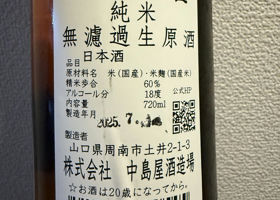 純米
無濾過生原酒
日本酒
品目
原材料名 米(国産)・米麹(国産米)
精米歩合 60%
アルコール分 18度
内容量 720ml
製造年月 2025.7.
公式HP
製造者
山口県周南市土井2-1-3
株式会社 中島屋酒造場
☆お酒は20歳になってから。